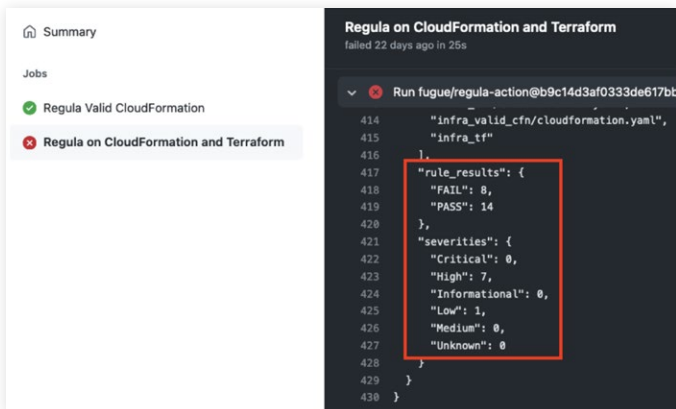 Summary
Jobs
Regula Valid CloudFormation
Regula on CloudFormation and Terraform
Regula on CloudFormation and Terraform
failed 22 days ago in 25s
Run fugue/regula-action@b9c14d3af0333de617bb
414 "infra_valid_cfn/cloudformation.yaml",
415 "infra_tf"
416 ],
417 "rule_results": {
418 "FAIL": 8,
419 "PASS": 14
420 },
421 "severities": {
422 "Critical": 0,
423 "High": 7,
424 "Informational": 0,
425 "Low": 1,
426 "Medium": 0,
427 "Unknown": 0
428 }
429 }
430 }